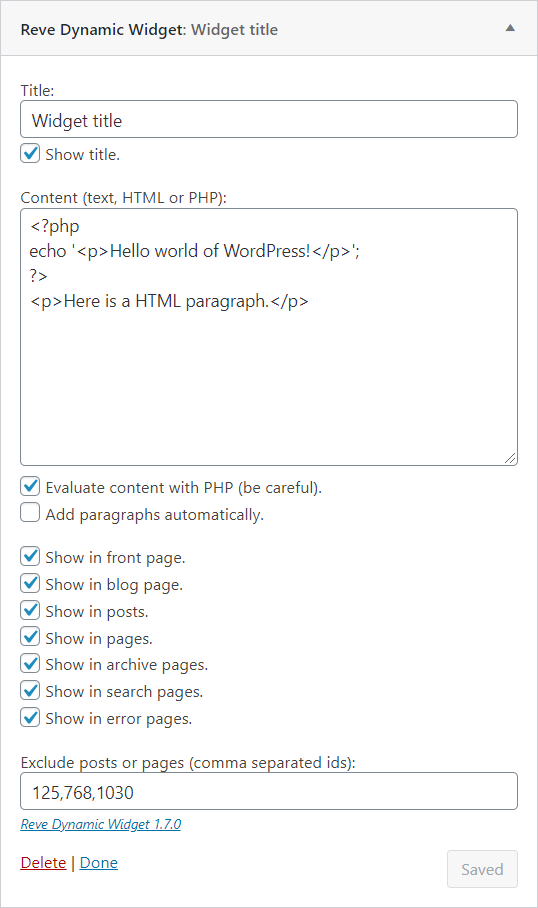 Reve Dynamic Widget: Widget title
Title:
Widget title
Show title.
Content (text, HTML or PHP):
<?php
echo '<p>Hello world of WordPress!</p>';
?>
<p>Here is a HTML paragraph.</p>
Evaluate content with PHP (be careful).
Add paragraphs automatically.
Show in front page.
Show in blog page.
Show in posts.
Show in pages.
Show in archive pages.
Show in search pages.
Show in error pages.
Exclude posts or pages (comma separated ids):
125,768,1030
Reve Dynamic Widget 1.7.0
Delete | Done
Saved